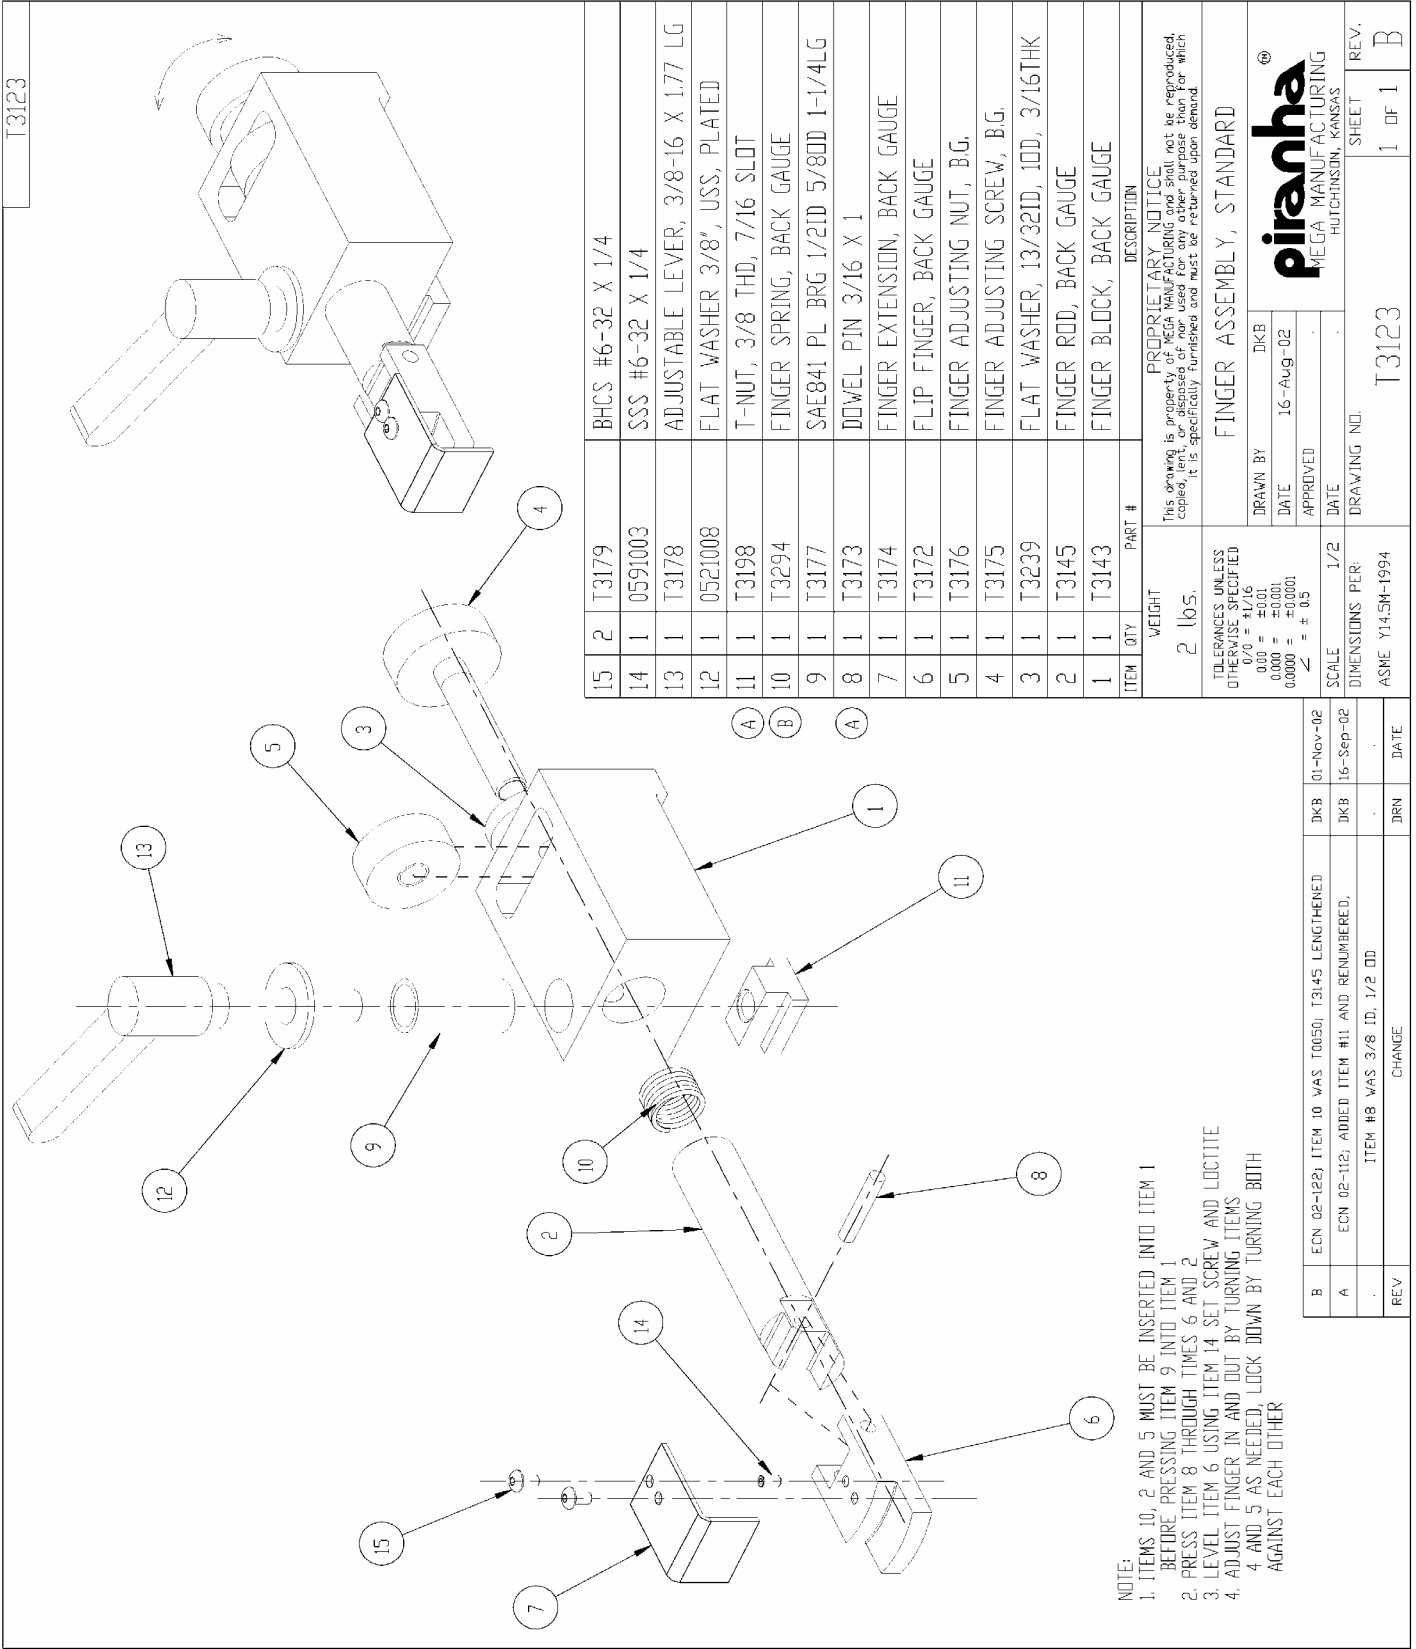 T3123
15 2 T3179 BHCS #6-32 X 1/4
14 1 0591003 SSS #6-32 X 1/4
13 1 T3178 ADJUSTABLE LEVER, 3/8-16 X 1.77 LG
12 1 0521008 FLAT WASHER 3/8", USS, PLATED
11 1 T3198 T-NUT, 3/8 THD, 7/16 SLOT
10 1 T3294 FINGER SPRING, BACK GAUGE
9 1 T3177 SAE841 PL BRG 1/2ID 5/8OD 1-1/4LG
8 1 T3173 DOWEL PIN 3/16 X 1
7 1 T3174 FINGER EXTENSION, BACK GAUGE
6 1 T3172 FLIP FINGER, BACK GAUGE
5 1 T3176 FINGER ADJUSTING NUT, B.G.
4 1 T3175 FINGER ADJUSTING SCREW, B.G.
3 1 T3239 FLAT WASHER, 13/32ID, 1OD, 3/16THK
2 1 T3145 FINGER ROD, BACK GAUGE
1 1 T3143 FINGER BLOCK, BACK GAUGE
ITEM QTY PART # DESCRIPTION
A
B
A
13
5
3
4
12
9
1
11
10
2
8
14
6
15
7
NOTE:
1. ITEMS 10, 2 AND 5 MUST BE INSERTED INTO ITEM 1
BEFORE PRESSING ITEM 9 INTO ITEM 1
2. PRESS ITEM 8 THROUGH TIMES 6 AND 2
3. LEVEL ITEM 6 USING ITEM 14 SET SCREW AND LOCTITE
4. ADJUST FINGER IN AND OUT BY TURNING ITEMS
4 AND 5 AS NEEDED, LOCK DOWN BY TURNING BOTH
AGAINST EACH OTHER
B ECN 02-122; ITEM 10 WAS T0050; T3145 LENGTHENED DKB 01-Nov-02
A ECN 02-112; ADDED ITEM #11 AND RENUMBERED, DKB 16-Sep-02
. ITEM #8 WAS 3/8 ID, 1/2 OD . .
REV CHANGE DRN DATE
WEIGHT
2 lbs.
PROPRIETARY NOTICE
This drawing is property of MEGA MANUFACTURING and shall not be reproduced,
copied, lent, or disposed of nor used for any other purpose than for which
it is specifically furnished and must be returned upon demand.
TOLERANCES UNLESS
OTHERWISE SPECIFIED
0/0 = ±1/16
0.00 = ±0.01
0.000 = ±0.001
0.0000 = ±0.0001
∠ = ± 0.5
SCALE 1/2
DIMENSIONS PER:
ASME Y14.5M-1994
FINGER ASSEMBLY, STANDARD
DRAWN BY DKB
DATE 16-Aug-02
APPROVED .
DATE .
piranha ®
MEGA MANUFACTURING
HUTCHINSON, KANSAS
DRAWING NO.
T3123
SHEET
1 OF 1
REV.
B